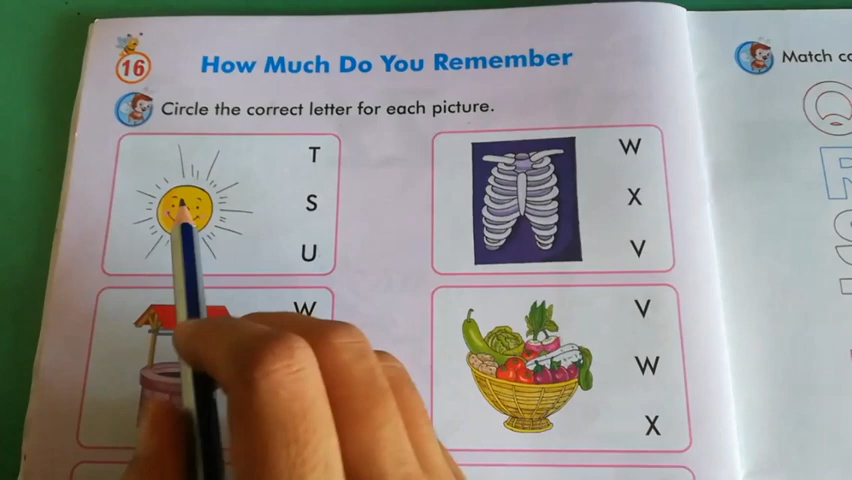 16
How Much Do You Remember
Circle the correct letter for each picture.
T
S
U
W
X
V
W
V
W
X
Match
Q
R
S